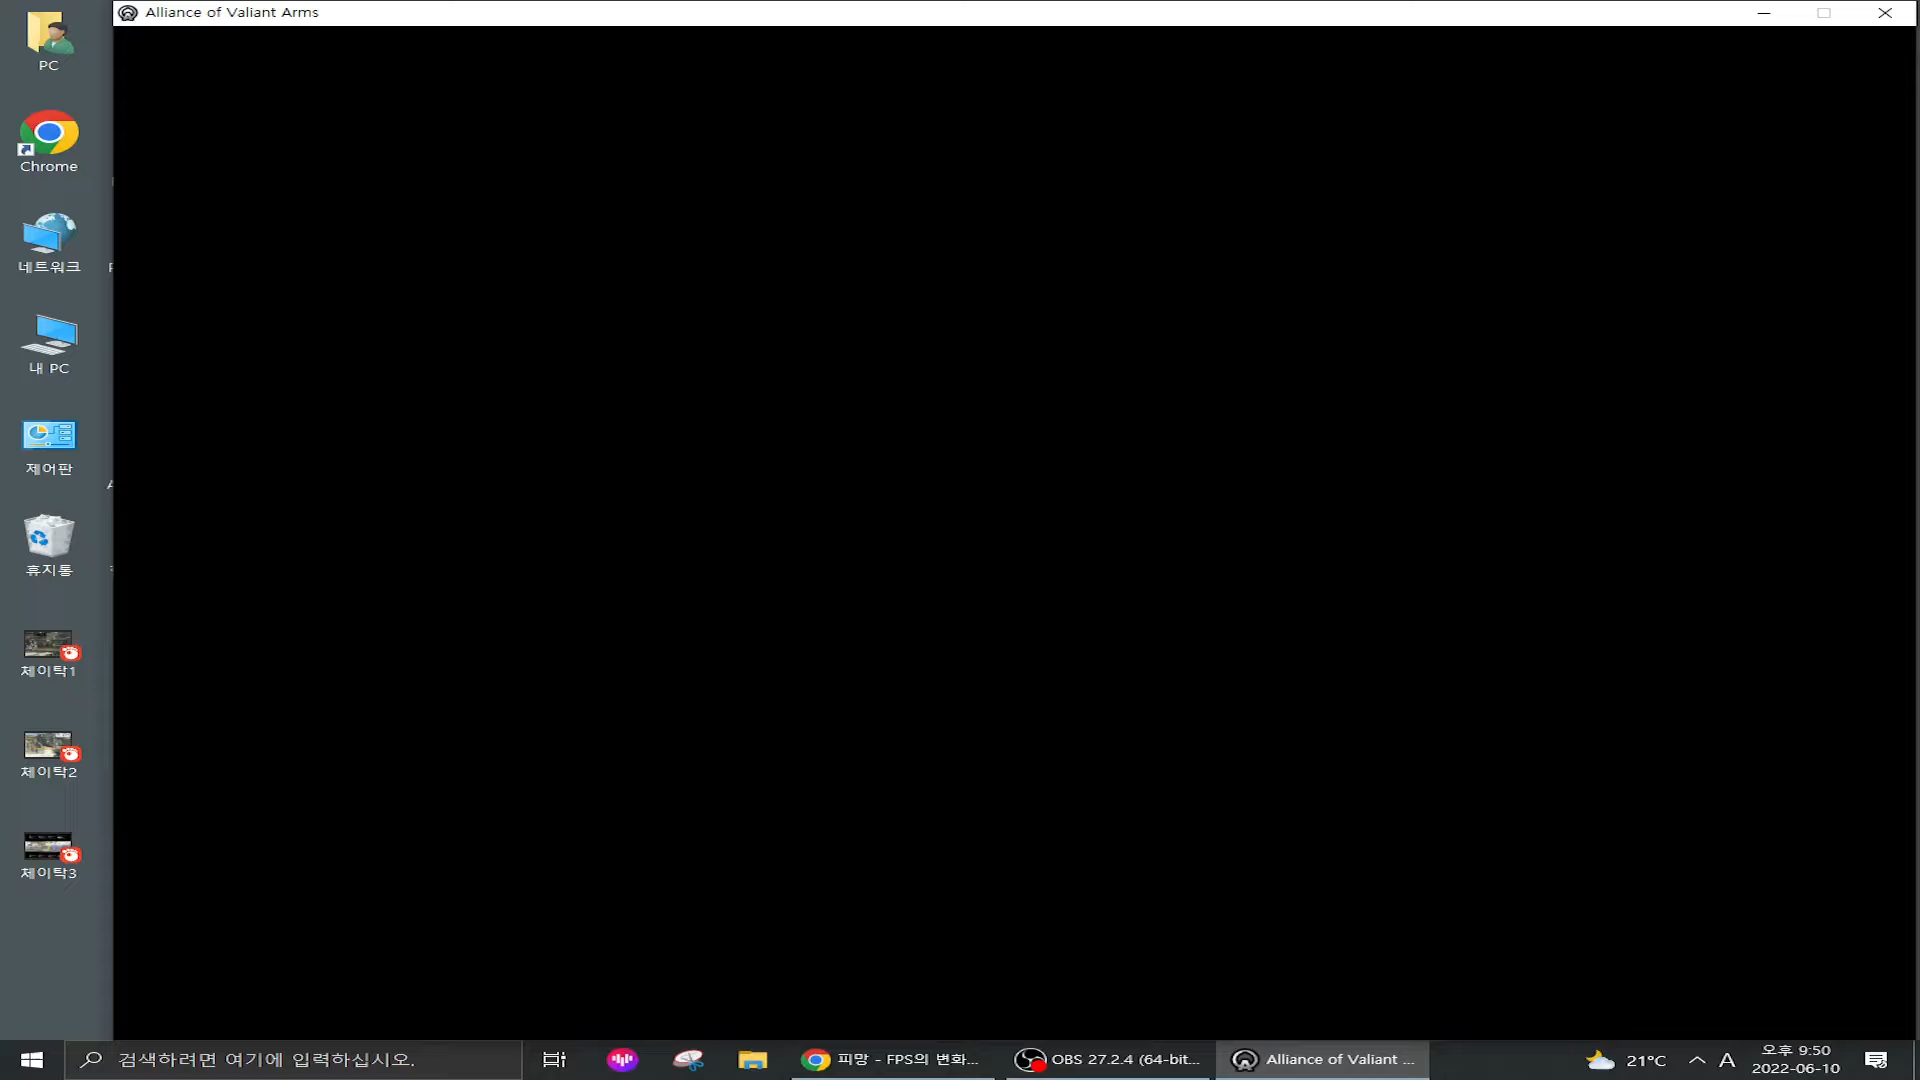 Alliance of Valiant Arms
PC
Chrome
네트워크
내 PC
제어판
휴지통
체이탁1
체이탁2
체이탁3
검색하려면 여기에 입력하십시오.
피망 - FPS의 변화...
OBS 27.2.4 (64-bit...
Alliance of Valiant ...
21°C
A
오후 9:50
2022-06-10